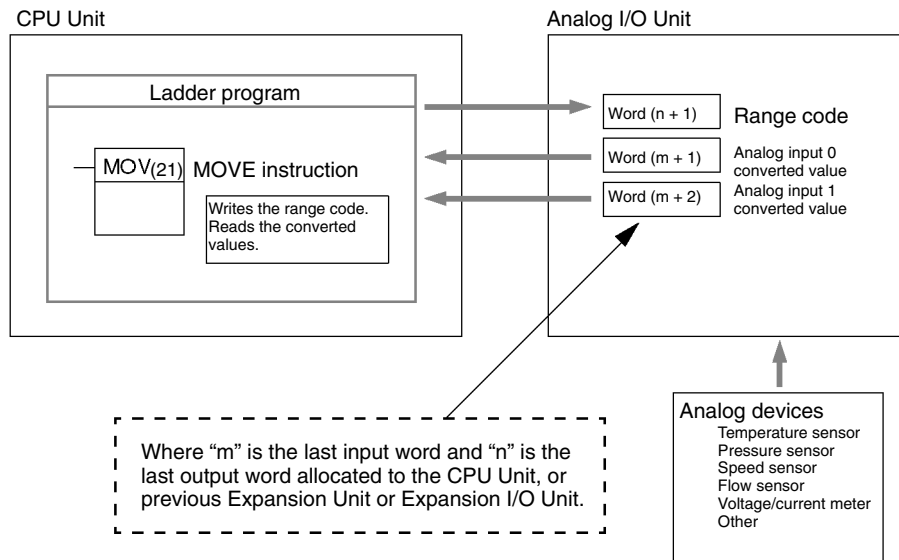 CPU Unit
Analog I/O Unit
Ladder program
MOV(21)
MOVE instruction
Writes the range code.
Reads the converted
values.
Word (n + 1)
Range code
Word (m + 1)
Analog input 0
converted value
Word (m + 2)
Analog input 1
converted value
Where “m” is the last input word and “n” is the
last output word allocated to the CPU Unit, or
previous Expansion Unit or Expansion I/O Unit.
Analog devices
Temperature sensor
Pressure sensor
Speed sensor
Flow sensor
Voltage/current meter
Other